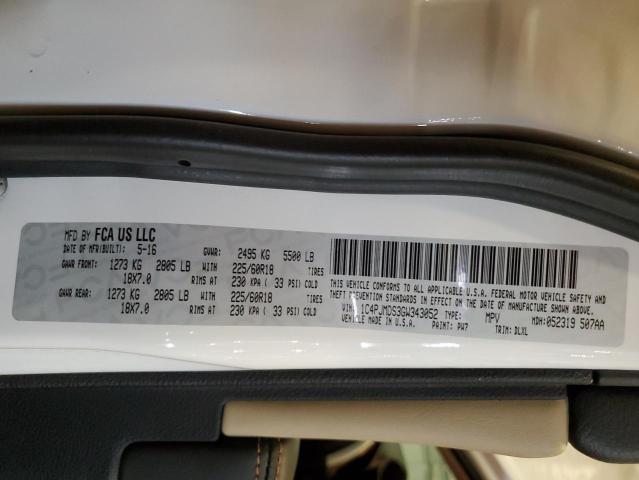 MFD BY FCA US LLC
DATE OF MFR(BUILT): 5-16 GVWR: 2495 KG 5500 LB
GAWR FRONT: 1273 KG 2805 LB WITH 225/60R18 TIRES
18X7.0 RIMS AT 230 KPA ( 33 PSI) COLD
GAWR REAR: 1273 KG 2805 LB WITH 225/60R18 TIRES
18X7.0 RIMS AT 230 KPA ( 33 PSI) COLD
THIS VEHICLE CONFORMS TO ALL APPLICABLE U.S.A. FEDERAL MOTOR VEHICLE SAFETY AND
THEFT PREVENTION STANDARDS IN EFFECT ON THE DATE OF MANUFACTURE SHOWN ABOVE.
VIN: 1C4PJMDS3GW343052 TYPE: MPV MDH:052319 507AA
MADE IN U.S.A. PAINT: PW7 TRIM: DLXL